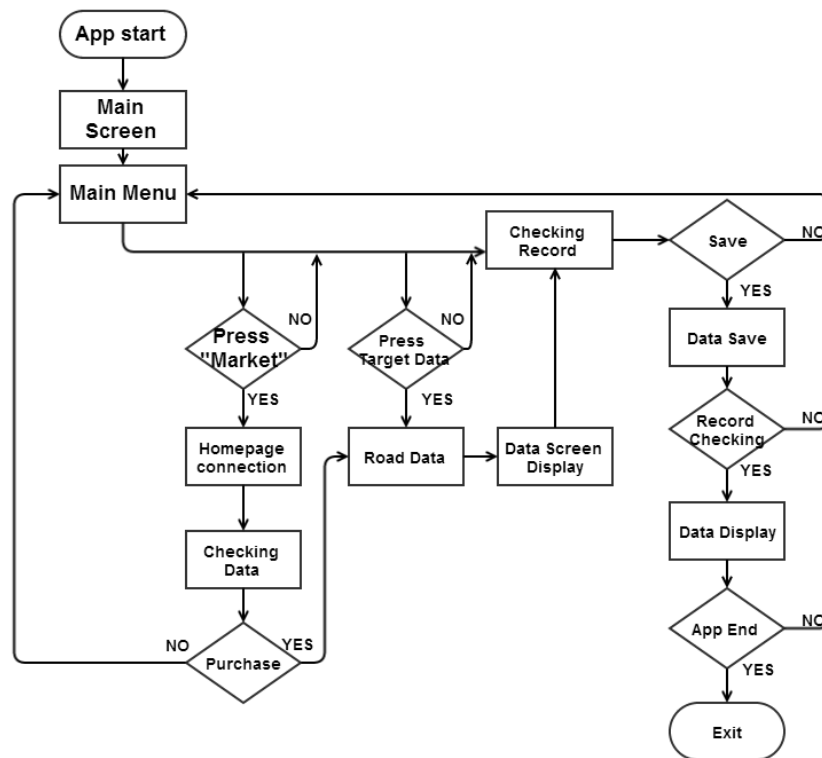 App start
Main
Screen
Main Menu
Checking
Record
Save
NO
YES
Press
"Market"
NO
YES
Press
Target Data
NO
YES
Data Save
Homepage
connection
Road Data
Data Screen
Display
Record
Checking
NO
YES
Checking
Data
Data Display
Purchase
NO
YES
App End
NO
YES
Exit